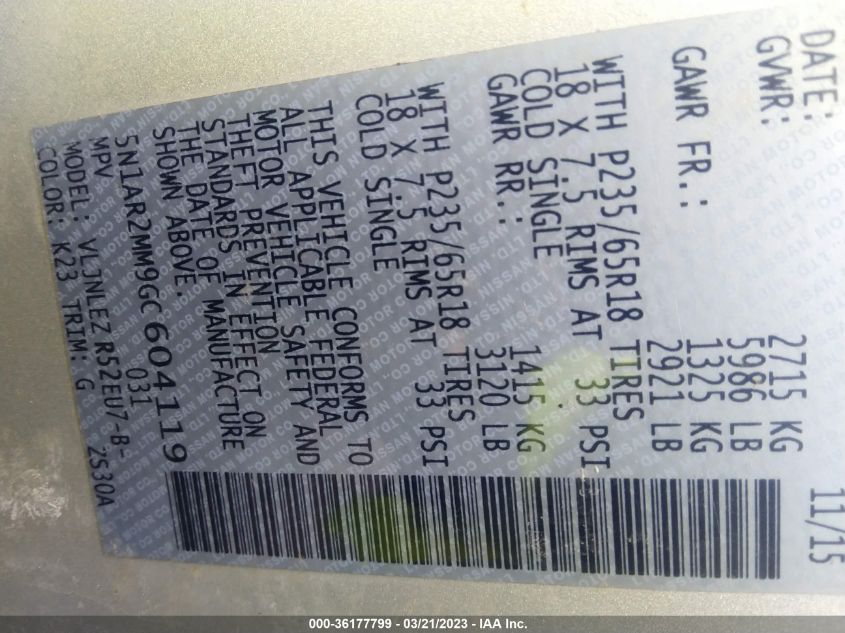 DATE: 11/15
GVWR: 2715 KG
5986 LB
GAWR FR.: 1325 KG
2921 LB
WITH P235/65R18 TIRES
18 X 7.5 RIMS AT 33 PSI
COLD SINGLE
GAWR RR.: 1415 KG
3120 LB
WITH P235/65R18 TIRES
18 X 7.5 RIMS AT 33 PSI
COLD SINGLE
THIS VEHICLE CONFORMS TO
ALL APPLICABLE FEDERAL
MOTOR VEHICLE SAFETY AND
THEFT PREVENTION
STANDARDS IN EFFECT ON
THE DATE OF MANUFACTURE
SHOWN ABOVE.
5N1AR2MM9GC604119
MPV 031
MODEL: VLJNLEZ R52EU7-B-
COLOR: K23 TRIM: G 2S30A
000-36177799 - 03/21/2023 - IAA Inc.